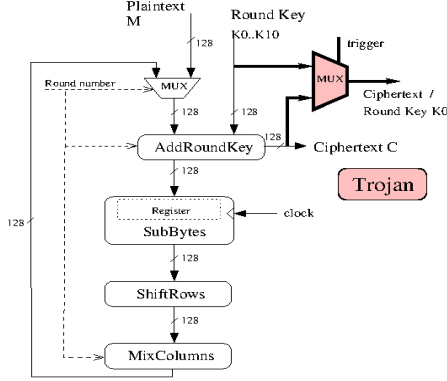 Plaintext
M
128
Round Key
K0..K10
trigger
MUX
Round number
MUX
Ciphertext /
Round Key K0
128
128
128
AddRoundKey
Ciphertext C
128
Trojan
Register
clock
SubBytes
128
128
ShiftRows
128
MixColumns